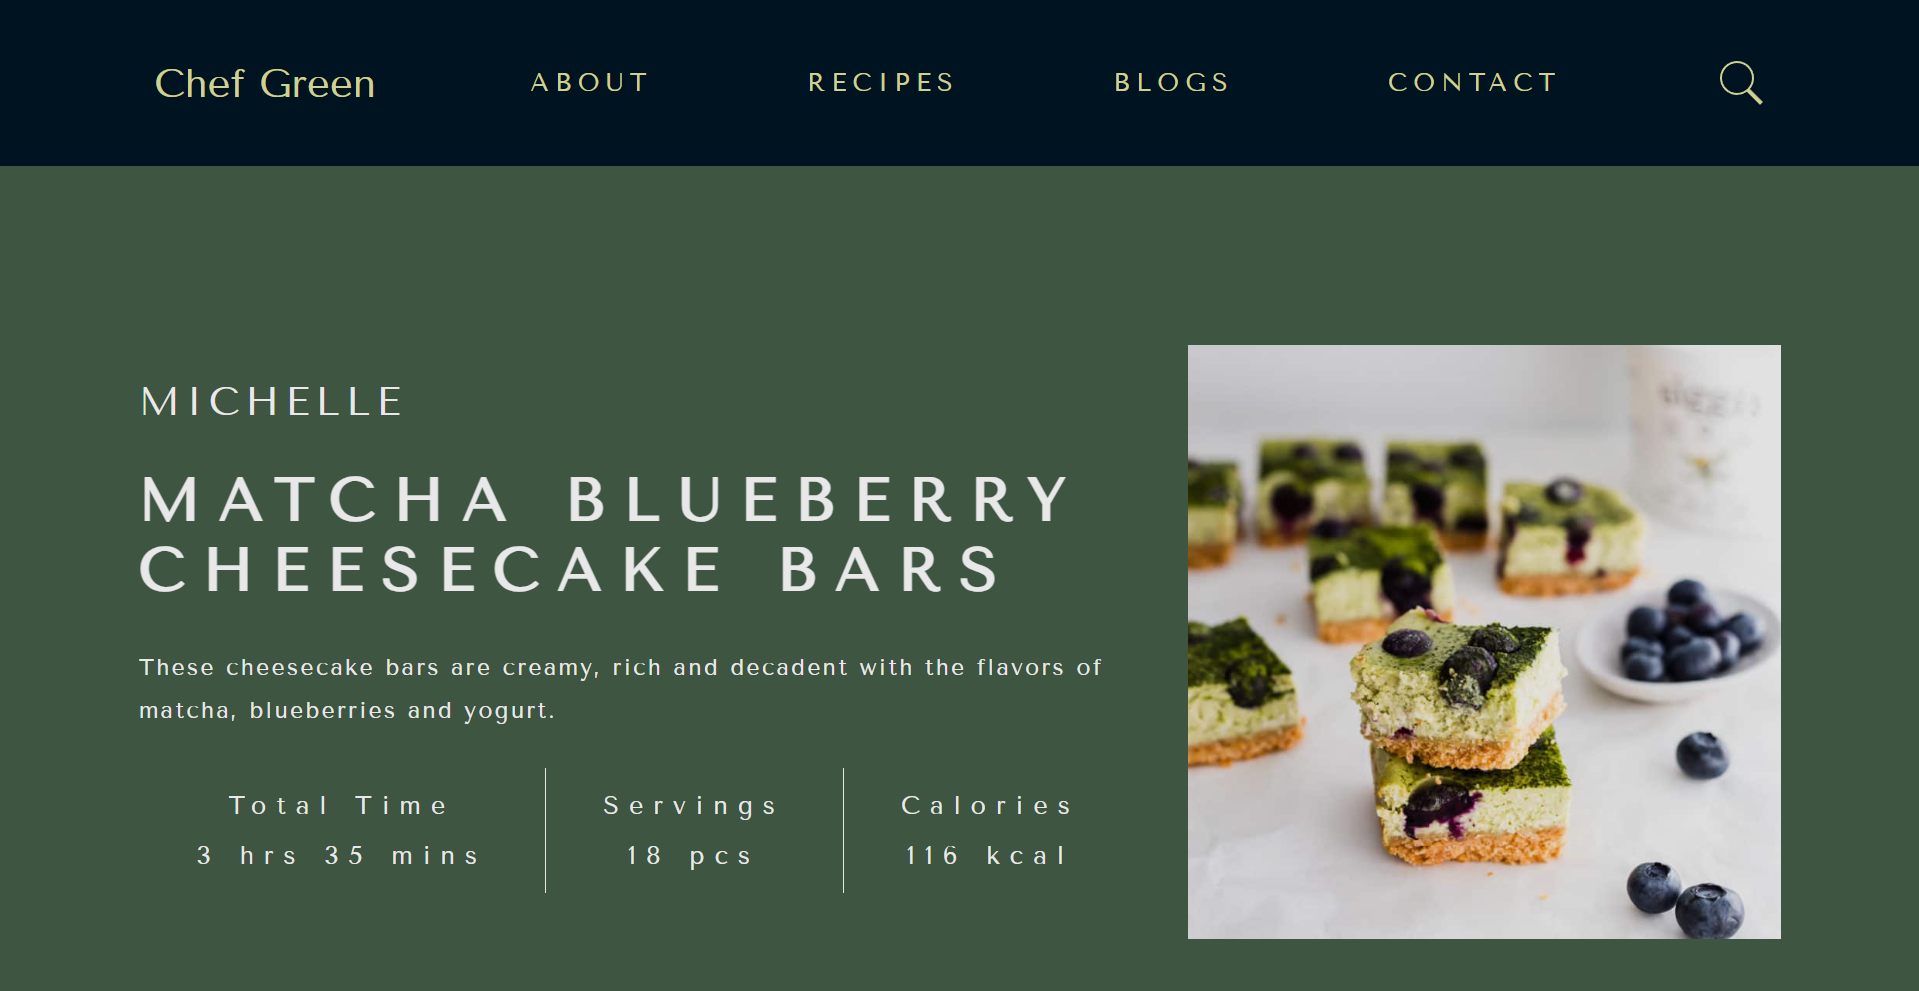 Chef Green
ABOUT
RECIPES
BLOGS
CONTACT
MICHELLE
MATCHA BLUEBERRY
CHEESECAKE BARS
These cheesecake bars are creamy, rich and decadent with the flavors of
matcha, blueberries and yogurt.
Total Time
3 hrs 35 mins
Servings
18 pcs
Calories
116 kcal